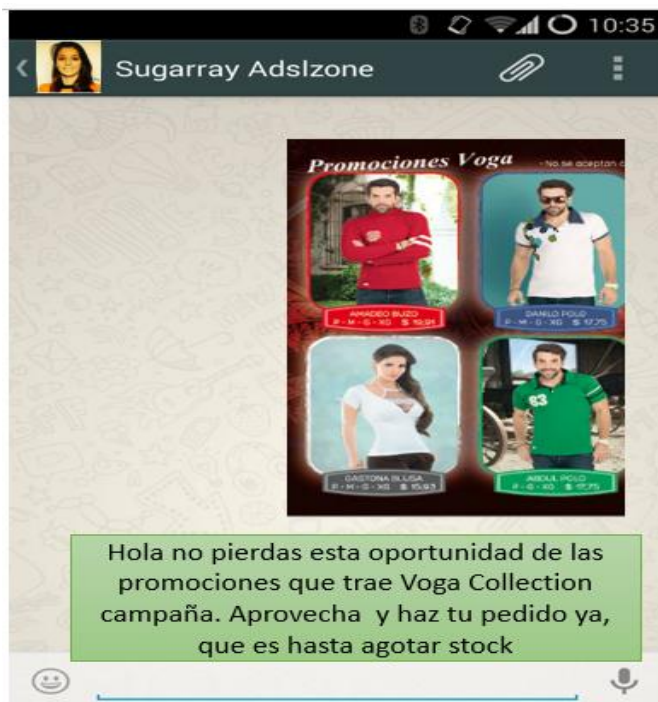 10:35
Sugarray Adslzone
Promociones Voga
- No se aceptan c
AMADEO BUZO
P - M - G - XG $ 19,91
DANILO POLO
P - M - G - XG $ 17,75
GASTONA BLUSA
P - M - G - XG $ 15,93
ABDUL POLO
P - G - XG $ 17,75
83
Hola no pierdas esta oportunidad de las
promociones que trae Voga Collection
campaña. Aprovecha y haz tu pedido ya,
que es hasta agotar stock